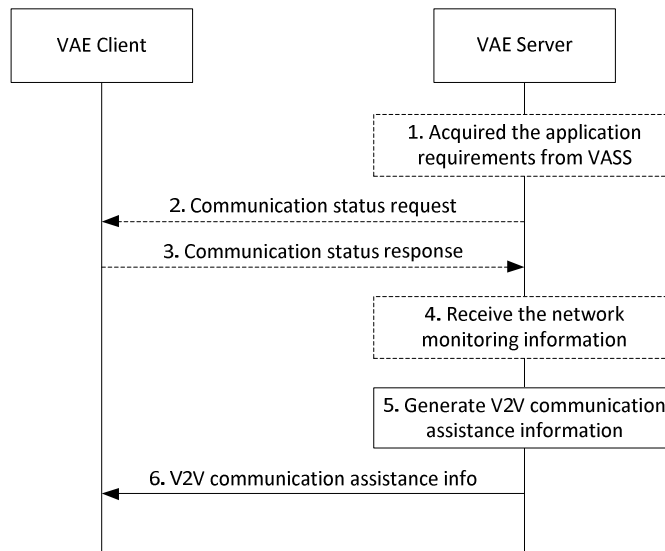 VAE Client
VAE Server
1. Acquired the application
requirements from VASS
2. Communication status request
3. Communication status response
4. Receive the network
monitoring information
5. Generate V2V communication
assistance information
6. V2V communication assistance info